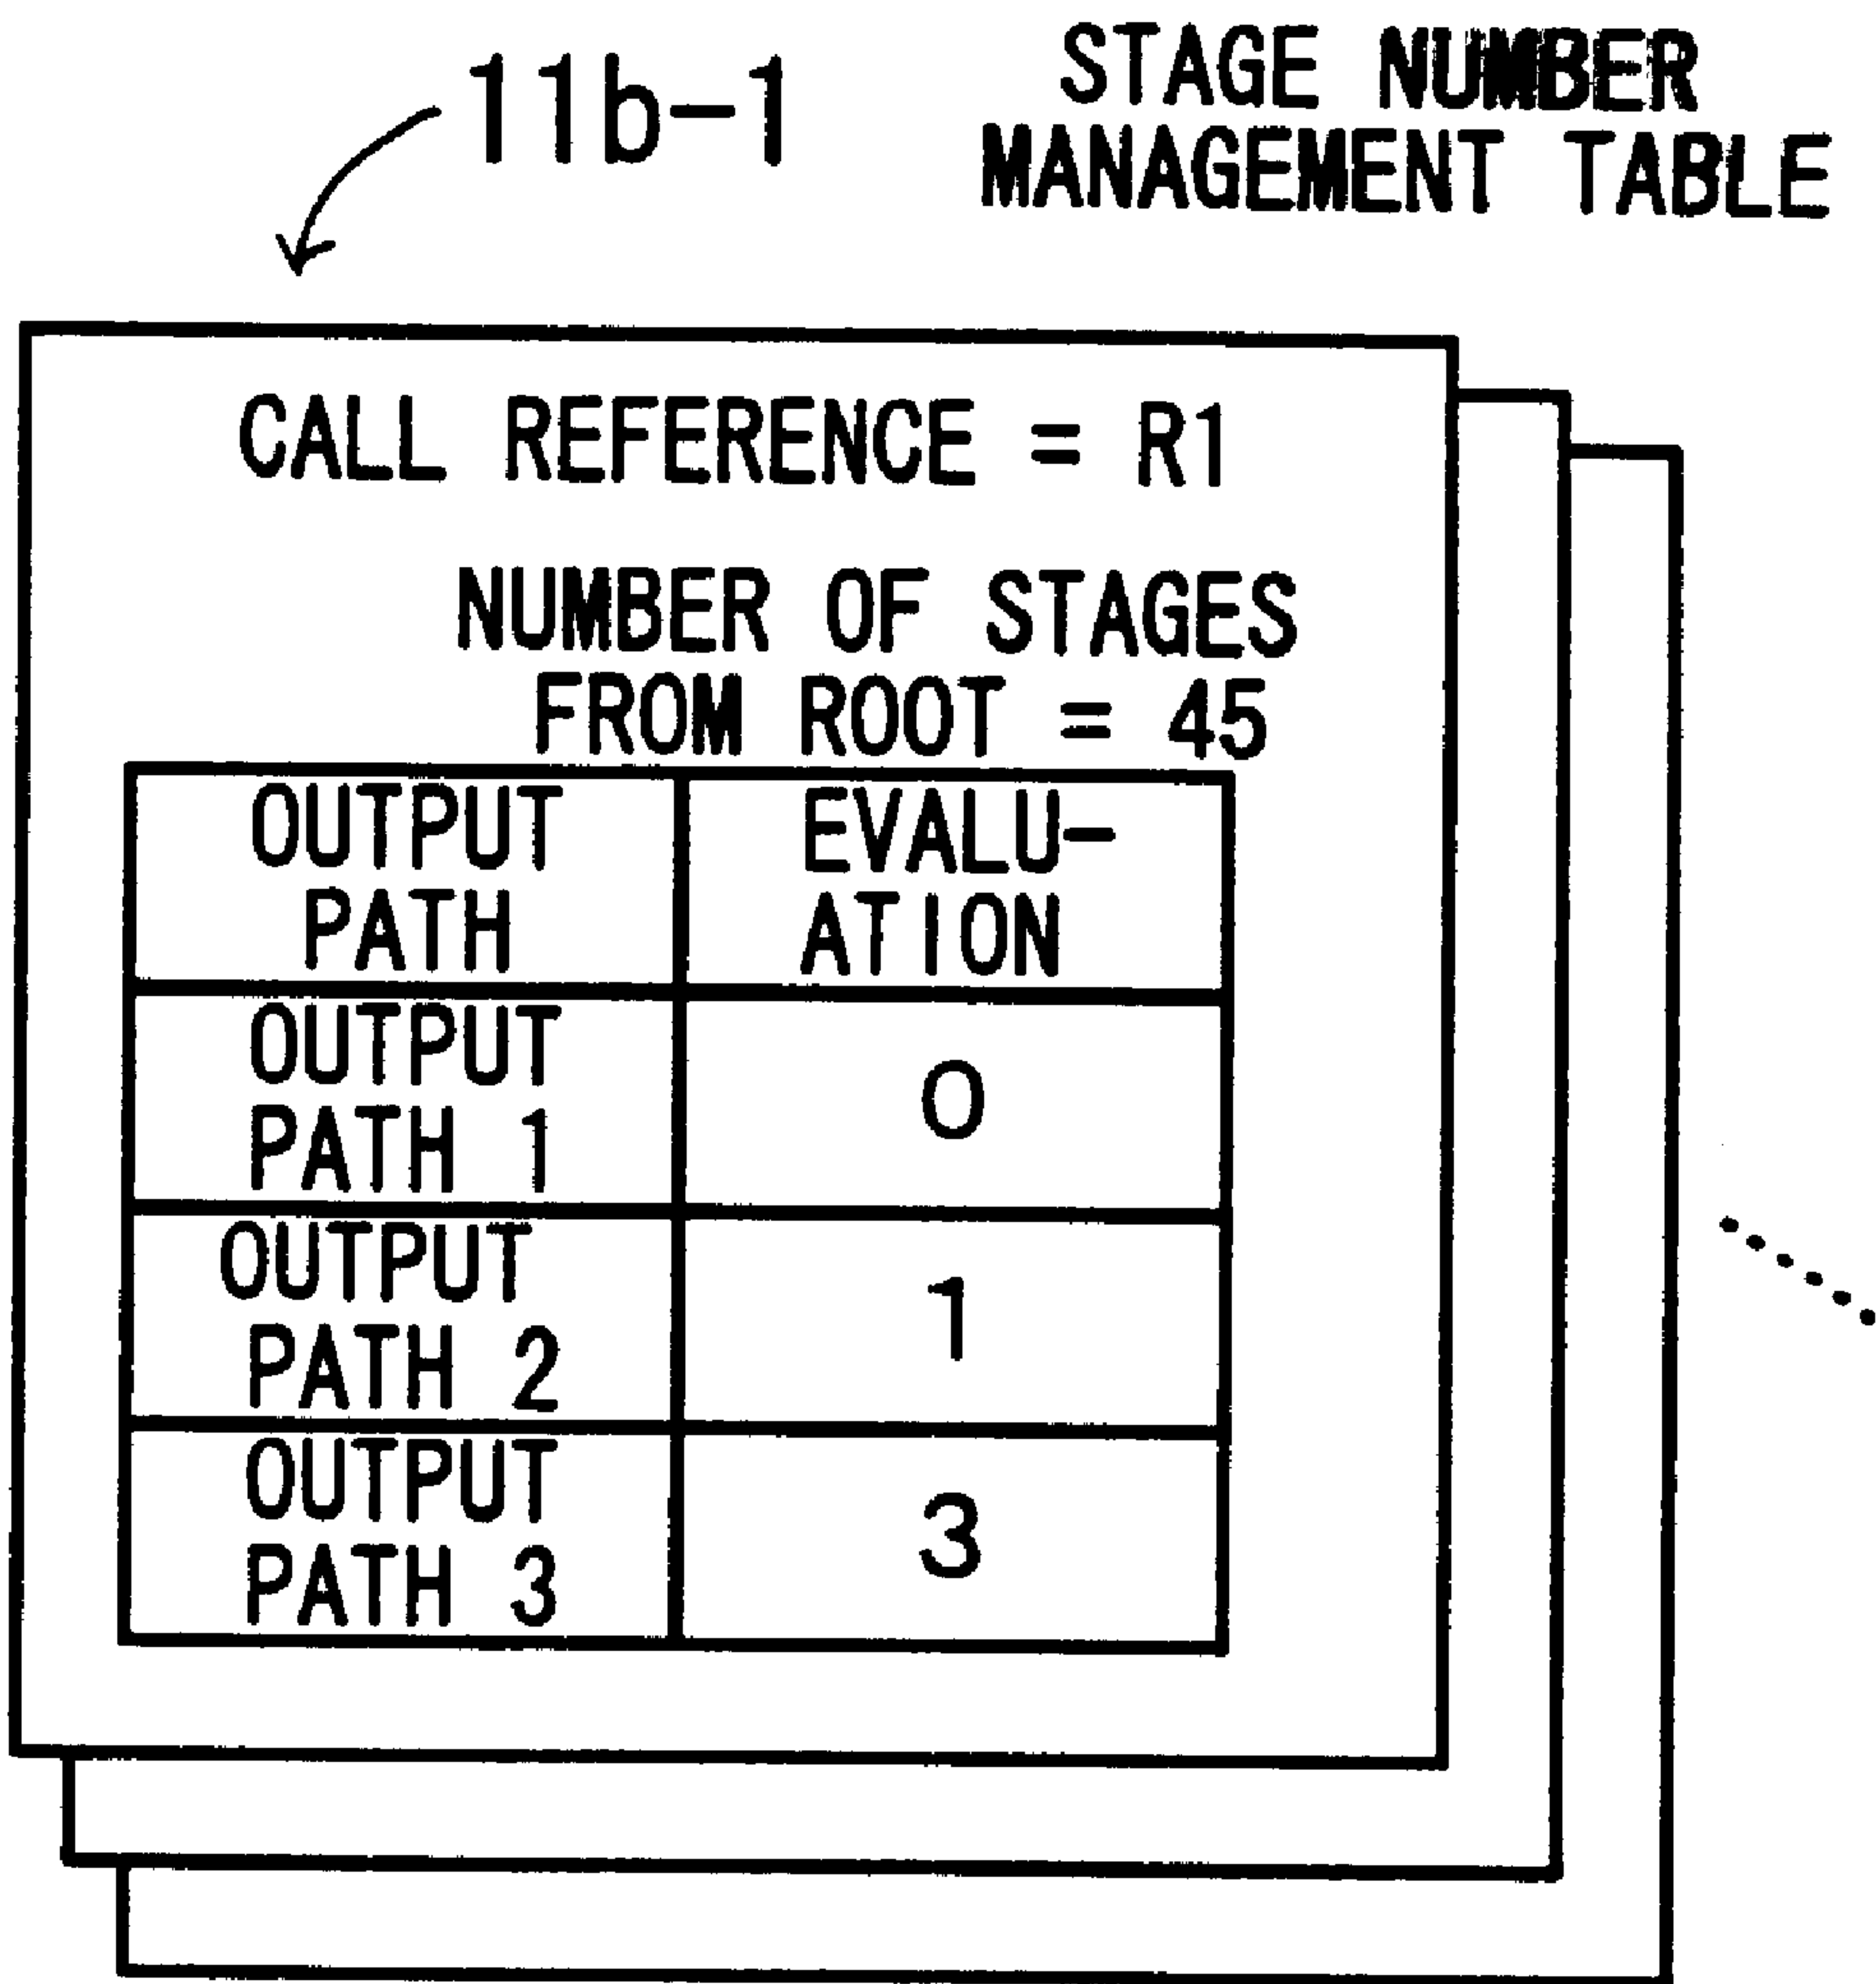 11b-1
STAGE NUMBER
MANAGEMENT TABLE
CALL REFERENCE = R1
NUMBER OF STAGES
FROM ROOT = 45
OUTPUT
PATH
EVALU-
ATION
OUTPUT
PATH 1
0
OUTPUT
PATH 2
1
OUTPUT
PATH 3
3